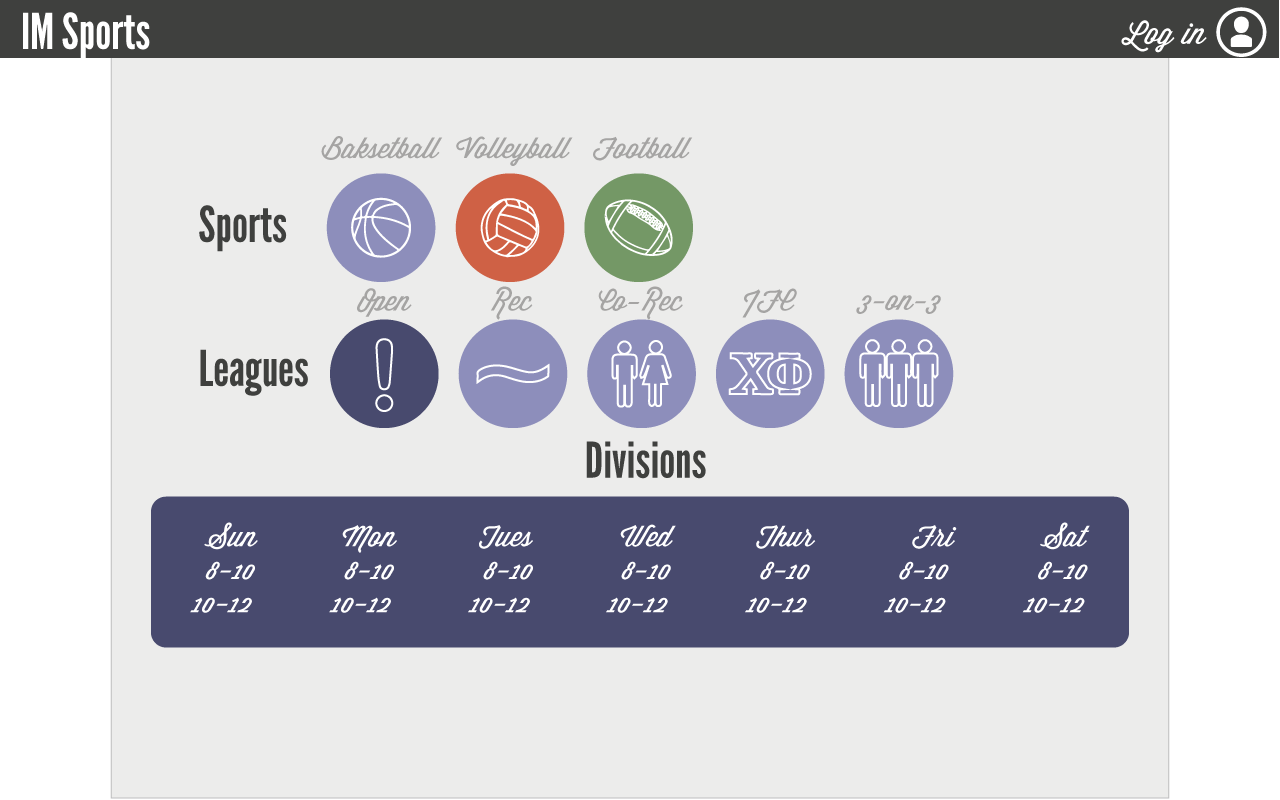 IM Sports
Log in
Baksetball Volleyball Football
Sports
Open Rec Co-Rec IFC 3-on-3
Leagues
ΧΦ
Divisions
Sun Mon Tues Wed Thur Fri Sat
8-10 8-10 8-10 8-10 8-10 8-10 8-10
10-12 10-12 10-12 10-12 10-12 10-12 10-12